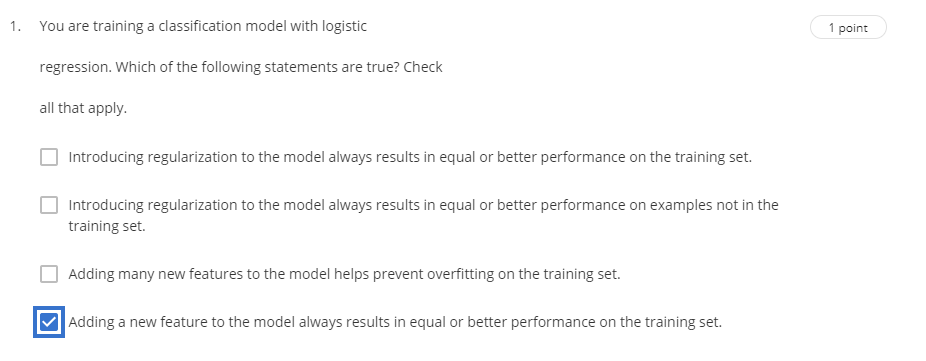 1. You are training a classification model with logistic
1 point
regression. Which of the following statements are true? Check
all that apply.
Introducing regularization to the model always results in equal or better performance on the training set.
Introducing regularization to the model always results in equal or better performance on examples not in the
training set.
Adding many new features to the model helps prevent overfitting on the training set.
Adding a new feature to the model always results in equal or better performance on the training set.